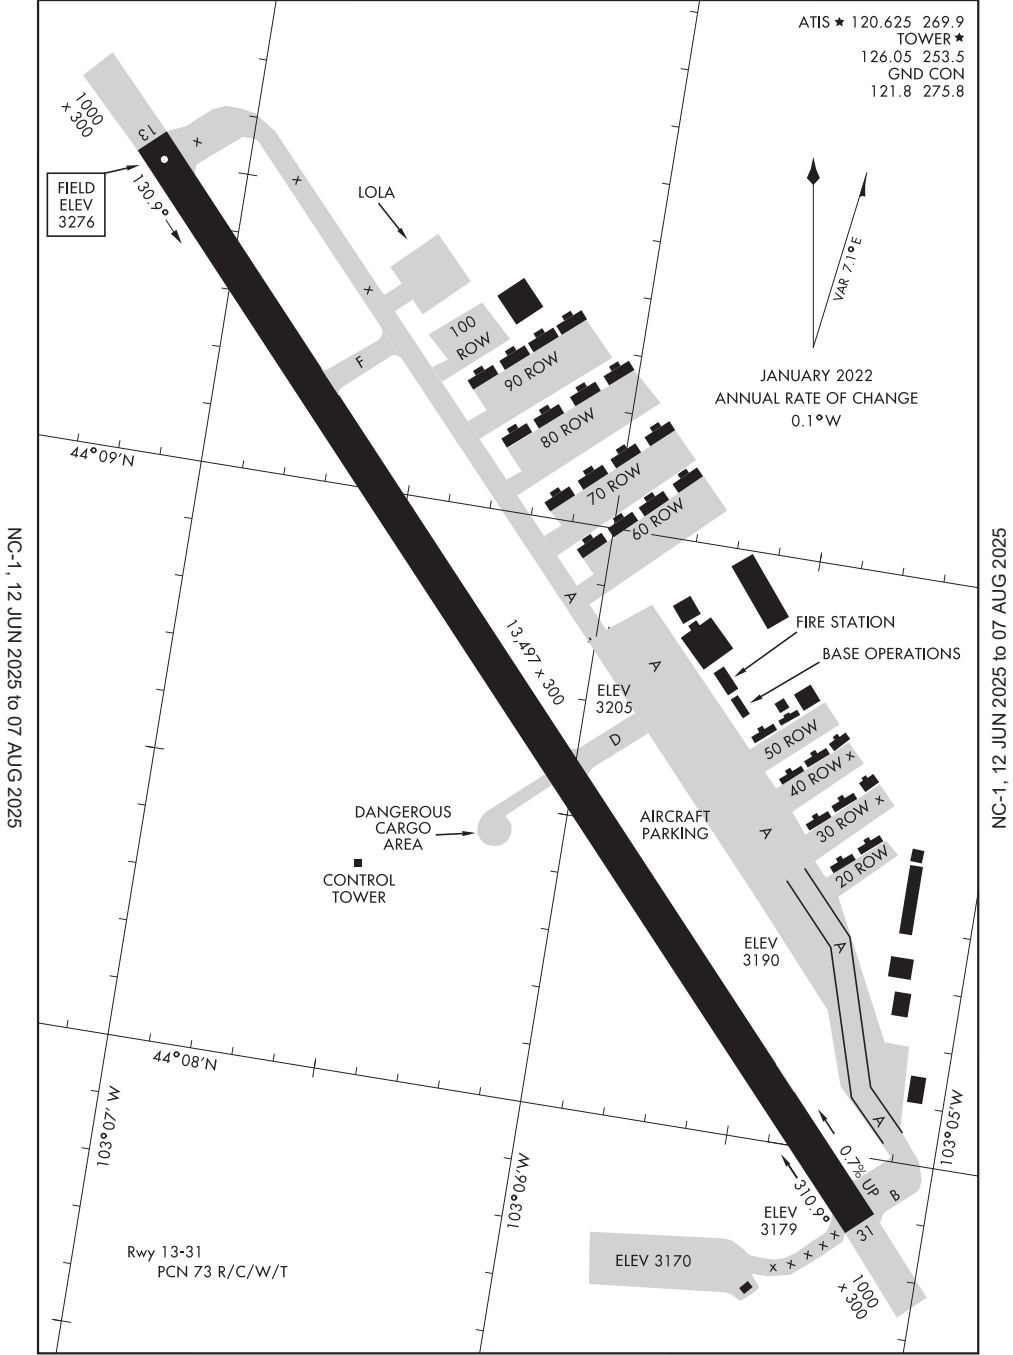 ATIS ★ 120.625 269.9
TOWER ★
126.05 253.5
GND CON
121.8 275.8
1000
x 300
13
FIELD
ELEV
3276
130.9°
x
x
x
LOLA
VAR 7.1° E
JANUARY 2022
ANNUAL RATE OF CHANGE
0.1° W
100
ROW
F
90 ROW
80 ROW
70 ROW
60 ROW
44°09'N
A
13,497 x 300
FIRE STATION
BASE OPERATIONS
A
ELEV
3205
D
50 ROW
40 ROW x
30 ROW x
20 ROW
DANGEROUS
CARGO
AREA
AIRCRAFT
PARKING
A
CONTROL
TOWER
ELEV
3190
A
44°08'N
103°07' W
103°06'W
103°05'W
A
0.7% UP
310.9°
B
ELEV
3179
31
x x x x x
ELEV 3170
1000
x 300
Rwy 13-31
PCN 73 R/C/W/T
NC-1, 12 JUN 2025 to 07 AUG 2025
NC-1, 12 JUN 2025 to 07 AUG 2025